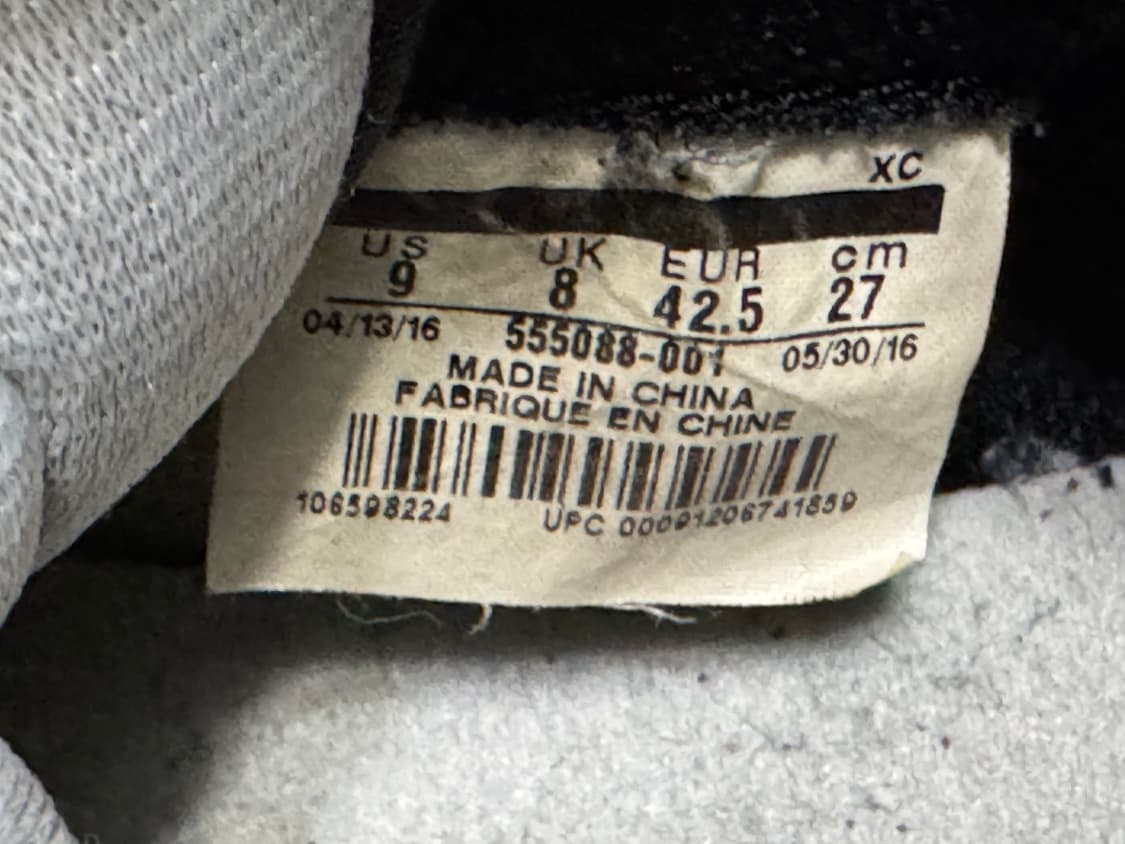 XC
US UK EUR cm
9 8 42.5 27
04/13/16 555088-001 05/30/16
MADE IN CHINA
FABRIQUE EN CHINE
106598224 UPC 00091206741859